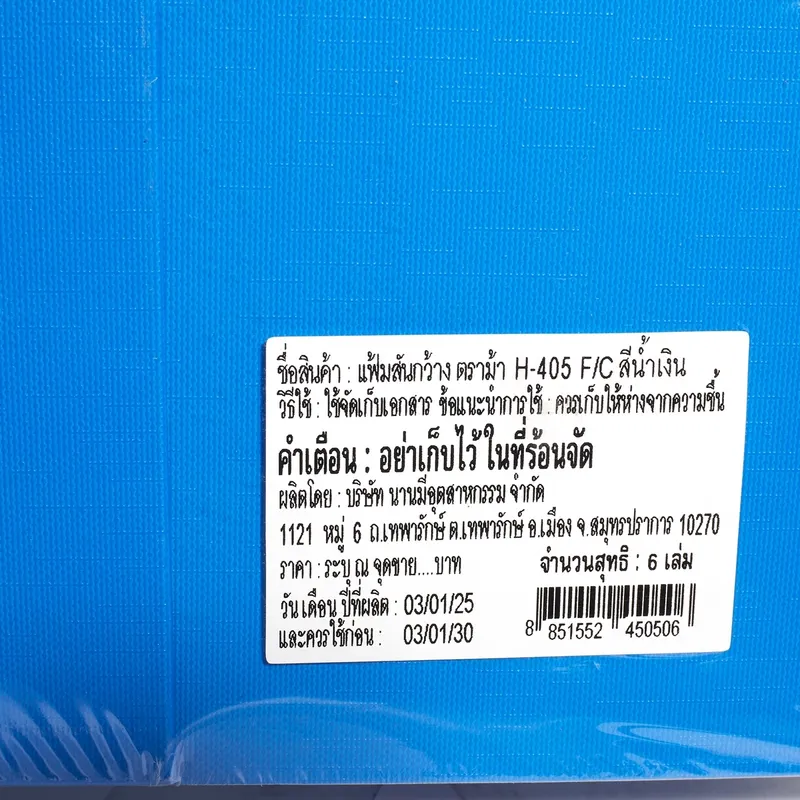 ชื่อสินค้า : แฟ้มสันกว้าง ตราม้า H-405 F/C สีน้ำเงิน
วิธีใช้ : ใช้จัดเก็บเอกสาร ข้อแนะนำการใช้ : ควรเก็บให้ห่างจากความชื้น
คำเตือน : อย่าเก็บไว้ ในที่ร้อนจัด
ผลิตโดย : บริษัท นานมีอุตสาหกรรม จำกัด
1121 หมู่ 6 ถ.เทพารักษ์ ต.เทพารักษ์ อ.เมือง จ.สมุทรปราการ 10270
ราคา : ระบุ ณ จุดขาย....บาท จำนวนสุทธิ : 6 เล่ม
วัน เดือน ปีที่ผลิต : 03/01/25
และควรใช้ก่อน : 03/01/30
8 851552 450506